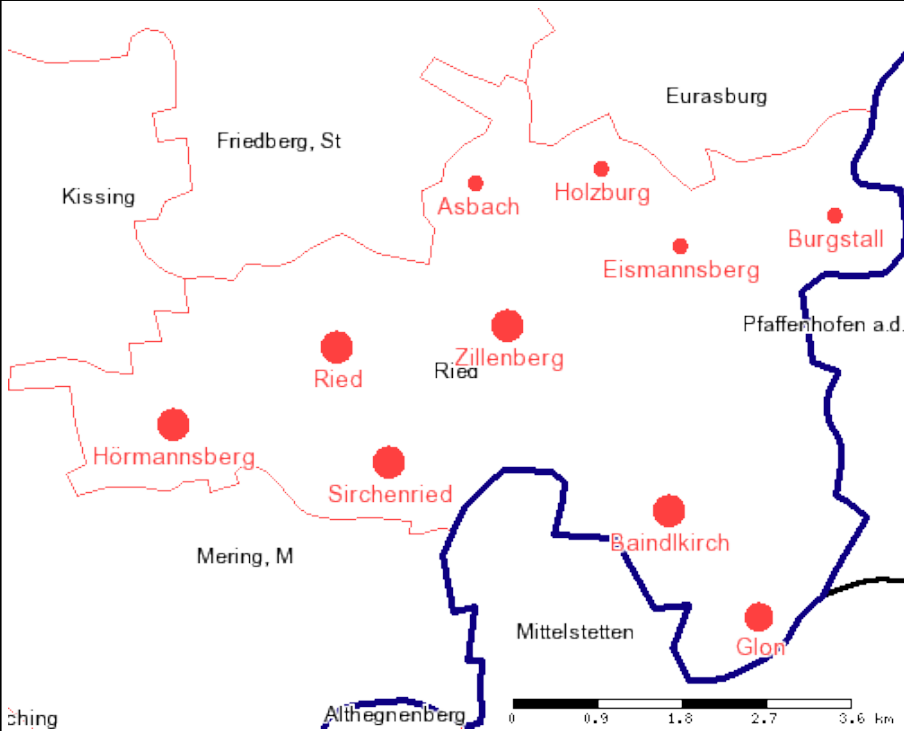 Eurasburg
Friedberg, St
Kissing
Asbach
Holzburg
Burgstall
Eismannsberg
Pfaffenhofen a.d.
Zillenberg
Ried
Ried
Hörmannsberg
Sirchenried
Baindlkirch
Mering, M
Mittelstetten
Glon
Althegnenberg
ching
0 0.9 1.8 2.7 3.6 km